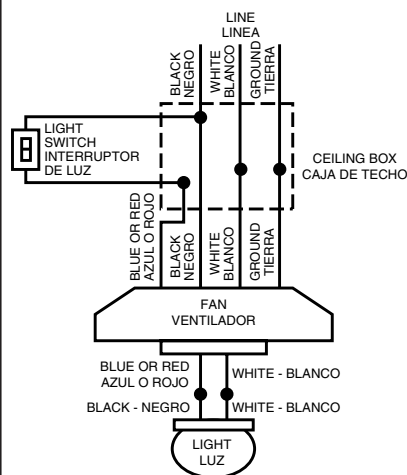 LINE
LINEA
BLACK
NEGRO
WHITE
BLANCO
GROUND
TIERRA
LIGHT
SWITCH
INTERRUPTOR
DE LUZ
CEILING BOX
CAJA DE TECHO
BLUE OR RED
AZUL O ROJO
BLACK
NEGRO
WHITE
BLANCO
GROUND
TIERRA
FAN
VENTILADOR
BLUE OR RED
AZUL O ROJO
WHITE - BLANCO
BLACK - NEGRO
WHITE - BLANCO
LIGHT
LUZ